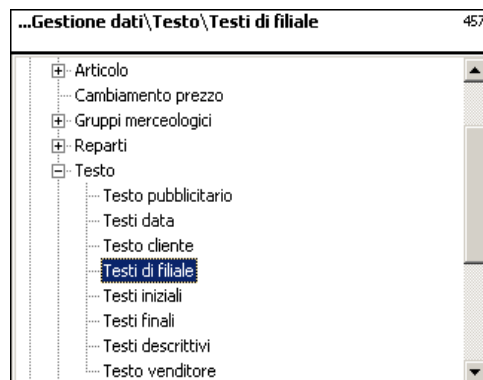 ...Gestione dati\Testo\Testi di filiale 457
Articolo
Cambiamento prezzo
Gruppi merceologici
Reparti
Testo
Testo pubblicitario
Testi data
Testo cliente
Testi di filiale
Testi iniziali
Testi finali
Testi descrittivi
Testo venditore